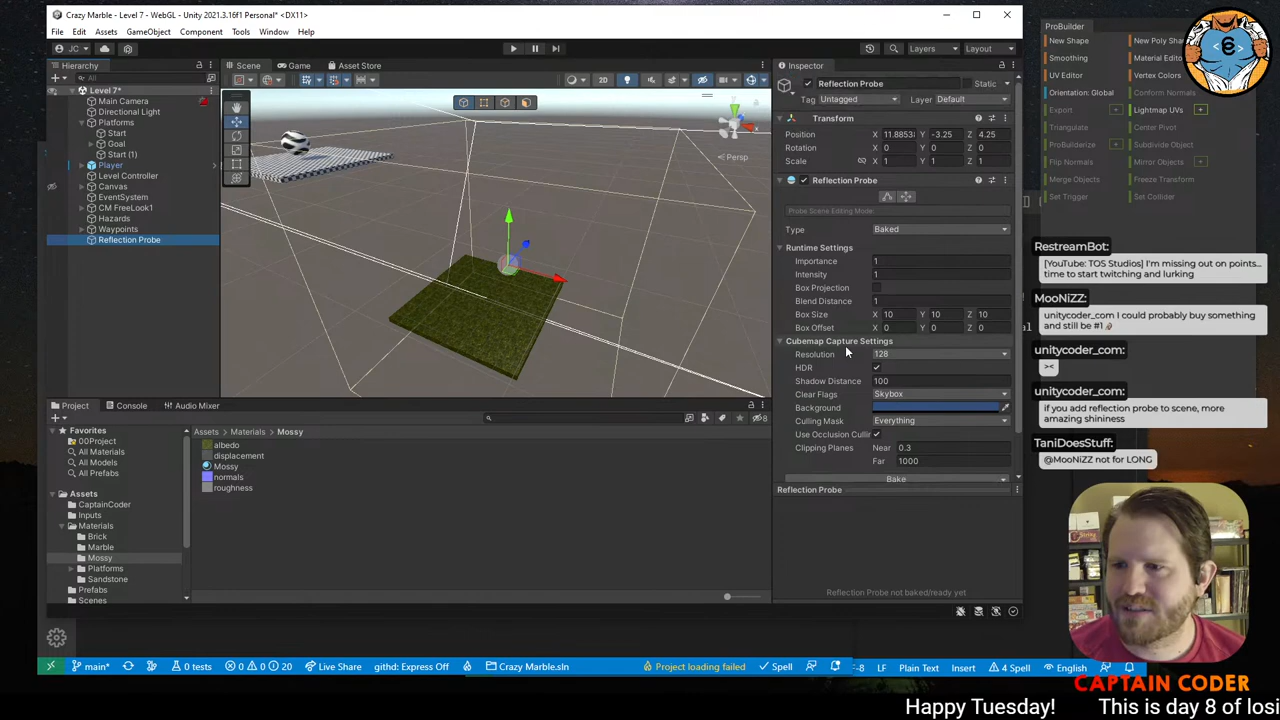 Crazy Marble - Level 7 - WebGL - Unity 2021.3.16f1 Personal* <DX11>
File Edit Assets GameObject Component Tools Window Help
JC
Layers
Layout
Hierarchy
All
Level 7*
Main Camera
Directional Light
Platforms
Start
Goal
Start (1)
Player
Level Controller
Canvas
EventSystem
CM FreeLook1
Hazards
Waypoints
Reflection Probe
Scene Game Asset Store
2D
Persp
Inspector
Reflection Probe
Static
Tag Untagged Layer Default
Transform
Position X 11.8853 Y -3.25 Z 4.25
Rotation X 0 Y 0 Z 0
Scale X 1 Y 1 Z 1
Reflection Probe
Probe Scene Editing Mode:
Type Baked
Runtime Settings
Importance 1
Intensity 1
Box Projection
Blend Distance 1
Box Size X 10 Y 10 Z 10
Box Offset X 0 Y 0 Z 0
Cubemap Capture Settings
Resolution 128
HDR
Shadow Distance 100
Clear Flags Skybox
Background
Culling Mask Everything
Use Occlusion Cullin
Clipping Planes Near 0.3
Far 1000
Bake
Reflection Probe
Reflection Probe not baked/ready yet
Project Console Audio Mixer
8
Favorites
00Project
All Materials
All Models
All Prefabs
Assets
CaptainCoder
Inputs
Materials
Brick
Marble
Mossy
Platforms
Sandstone
Prefabs
Scenes
Assets > Materials > Mossy
albedo
displacement
Mossy
normals
roughness
ProBuilder
New Shape New Poly Shap
Smoothing Material Edito
UV Editor Vertex Colors
Orientation: Global Conform Normals
Export Lightmap UVs
Triangulate Center Pivot
ProBuilderize Subdivide Object
Flip Normals Mirror Objects
Merge Objects Freeze Transform
Set Trigger Set Collider
RestreamBot:
[YouTube: TOS Studios] I'm missing out on points... time to start twitching and lurking
MooNiZZ:
unitycoder_com I could probably buy something and still be #1
unitycoder_com:
><
unitycoder_com:
if you add reflection probe to scene, more amazing shininess
TaniDoesStuff:
@MooNiZZ not for LONG
main* 0 tests 0 0 20 Live Share githd: Express Off Crazy Marble.sln Project loading failed Spell
F-8 LF Plain Text Insert 4 Spell English
CAPTAIN CODER
Happy Tuesday! This is day 8 of losi